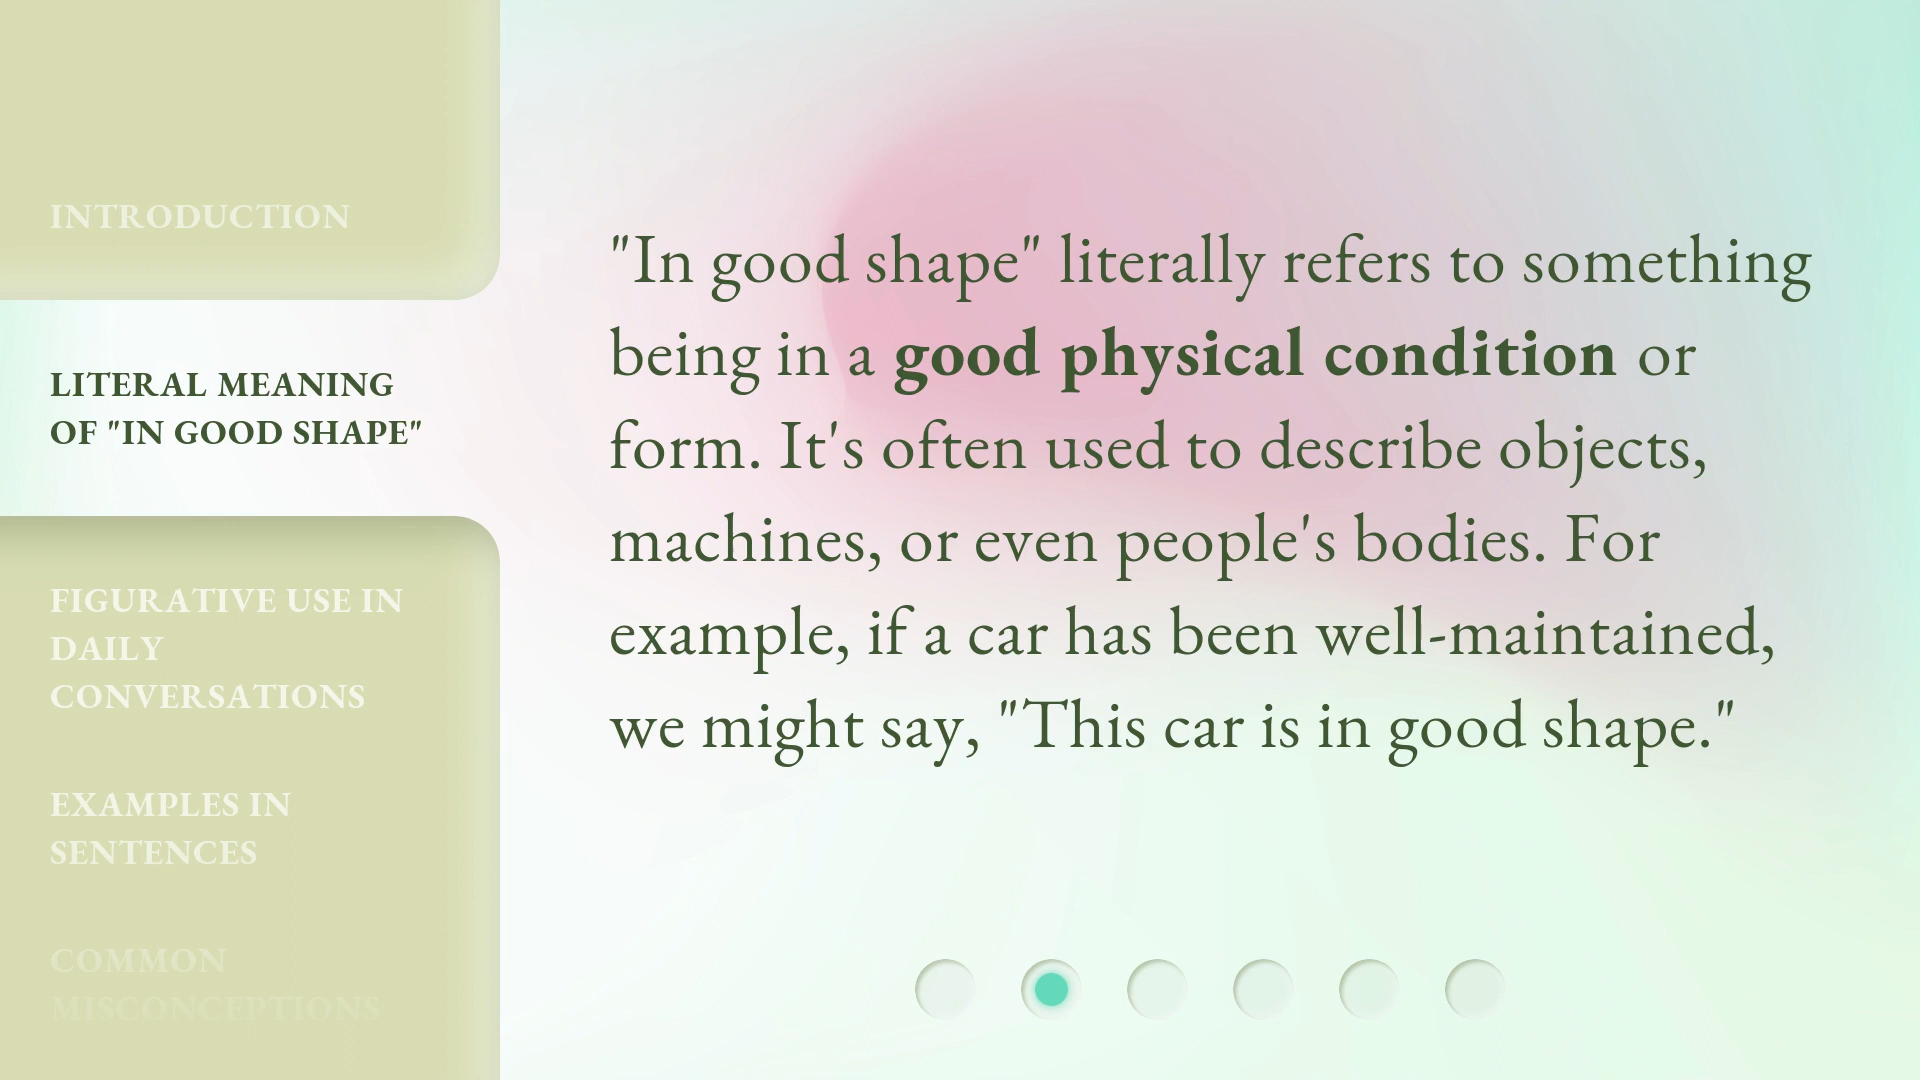 INTRODUCTION
LITERAL MEANING
OF "IN GOOD SHAPE"
FIGURATIVE USE IN
DAILY
CONVERSATIONS
EXAMPLES IN
SENTENCES
COMMON
MISCONCEPTIONS
"In good shape" literally refers to something
being in a good physical condition or
form. It's often used to describe objects,
machines, or even people's bodies. For
example, if a car has been well-maintained,
we might say, "This car is in good shape."